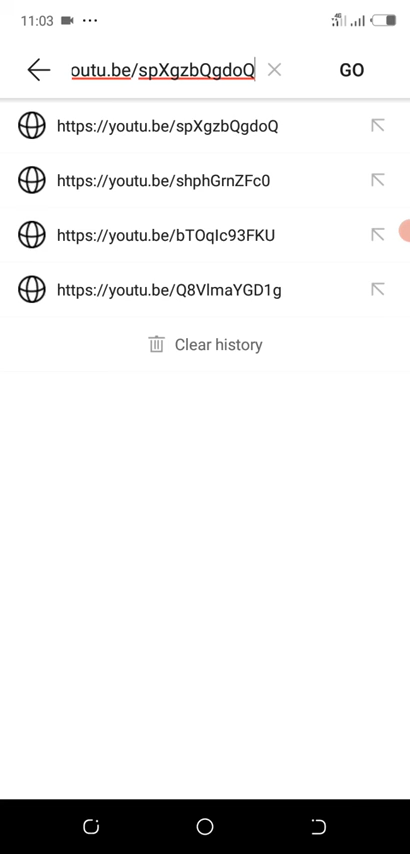 11:03
outu.be/spXgzbQgdoQ GO
https://youtu.be/spXgzbQgdoQ
https://youtu.be/shphGrnZFc0
https://youtu.be/bTOqIc93FKU
https://youtu.be/Q8VlmaYGD1g
Clear history